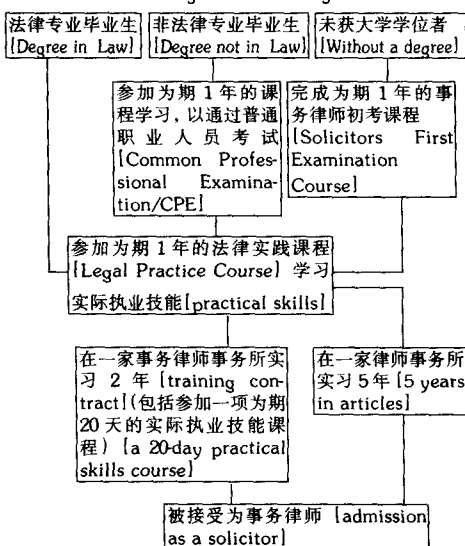 法律专业毕业生
[Degree in Law]
非法律专业毕业生
[Degree not in Law]
未获大学学位者
[Without a degree]
参加为期1年的课
程学习，以通过普通
职业人员考试
[Common Profes-
sional Examina-
tion/CPE]
完成为期1年的事
务律师初考课程
[Solicitors First
Examination
Course]
参加为期1年的法律实践课程
[Legal Practice Course] 学习
实际执业技能[practical skills]
在一家事务律师事务所实
习 2 年 [training con-
tract](包括参加一项为期
20天的实际执业技能课
程) [a 20-day practical
skills course]
在一家律师事务所
实习5年 [5 years
in articles]
被接受为事务律师 [admission
as a solicitor]